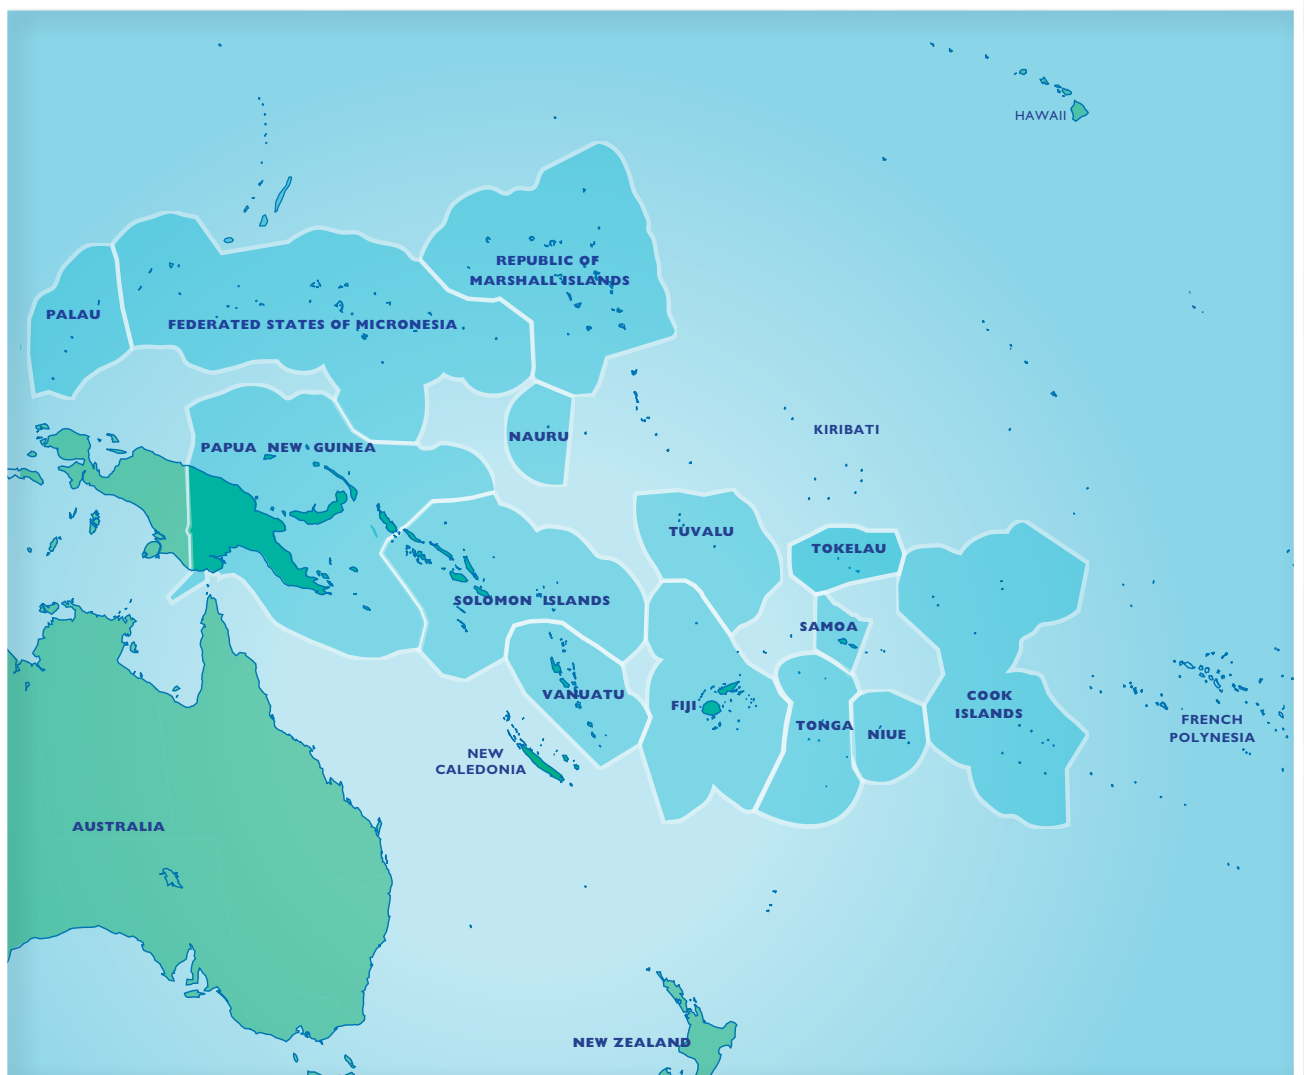 HAWAII
REPUBLIC OF
MARSHALL ISLANDS
PALAU
FEDERATED STATES OF MICRONESIA
KIRIBATI
NAURU
PAPUA NEW GUINEA
TUVALU
TOKELAU
SOLOMON ISLANDS
SAMOA
VANUATU
FIJI
COOK
ISLANDS
TONGA
NIUE
FRENCH
POLYNESIA
NEW
CALEDONIA
AUSTRALIA
NEW ZEALAND